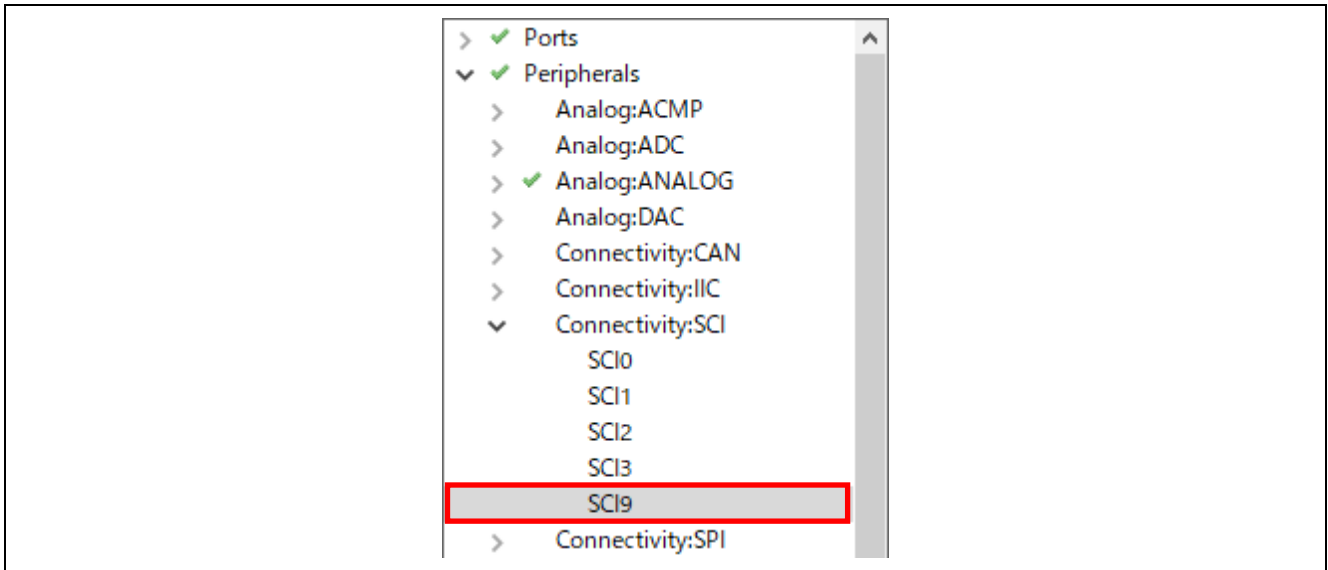 Ports
Peripherals
Analog:ACMP
Analog:ADC
Analog:ANALOG
Analog:DAC
Connectivity:CAN
Connectivity:IIC
Connectivity:SCI
SCI0
SCI1
SCI2
SCI3
SCI9
Connectivity:SPI